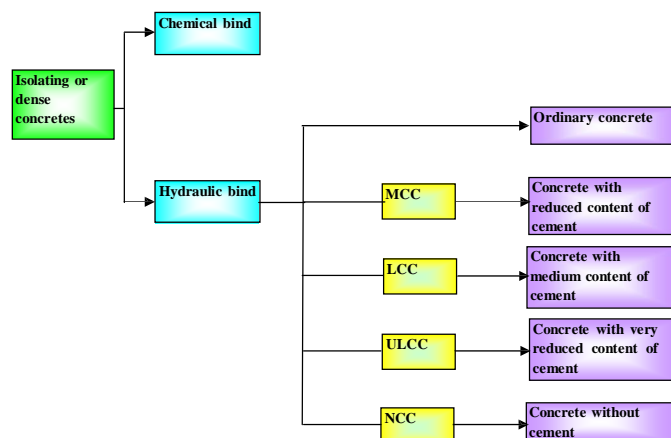 Chemical bind
Isolating or
dense
concretes
Ordinary concrete
Hydraulic bind
MCC
Concrete with
reduced content of
cement
LCC
Concrete with
medium content of
cement
ULCC
Concrete with very
reduced content of
cement
NCC
Concrete without
cement